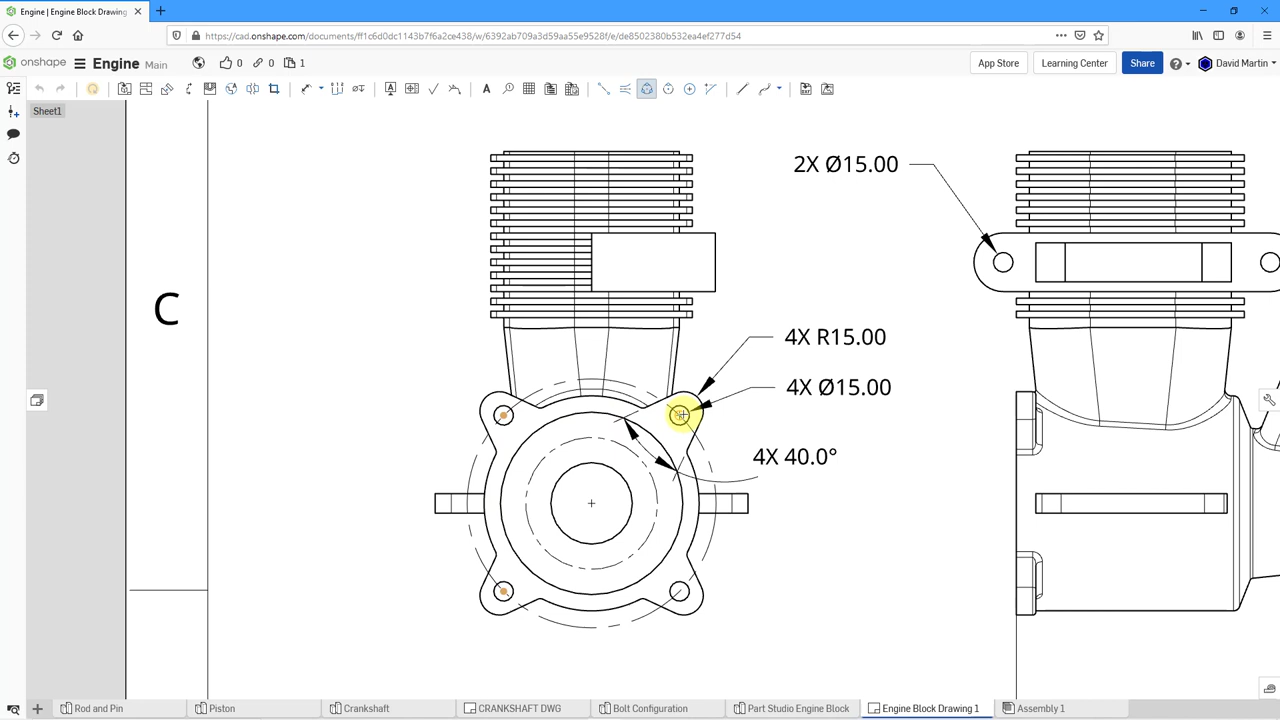 Engine | Engine Block Drawing
https://cad.onshape.com/documents/ff1c6d0dc1143b7f6a2ce438/w/6392ab709a3d59aa55e9528f/e/de8502380b532ea4ef277d54
onshape
Engine Main
0
0
1
App Store
Learning Center
Share
David Martin
Sheet1
2X Ø15.00
C
4X R15.00
4X Ø15.00
4X 40.0°
Rod and Pin
Piston
Crankshaft
CRANKSHAFT DWG
Bolt Configuration
Part Studio Engine Block
Engine Block Drawing 1
Assembly 1